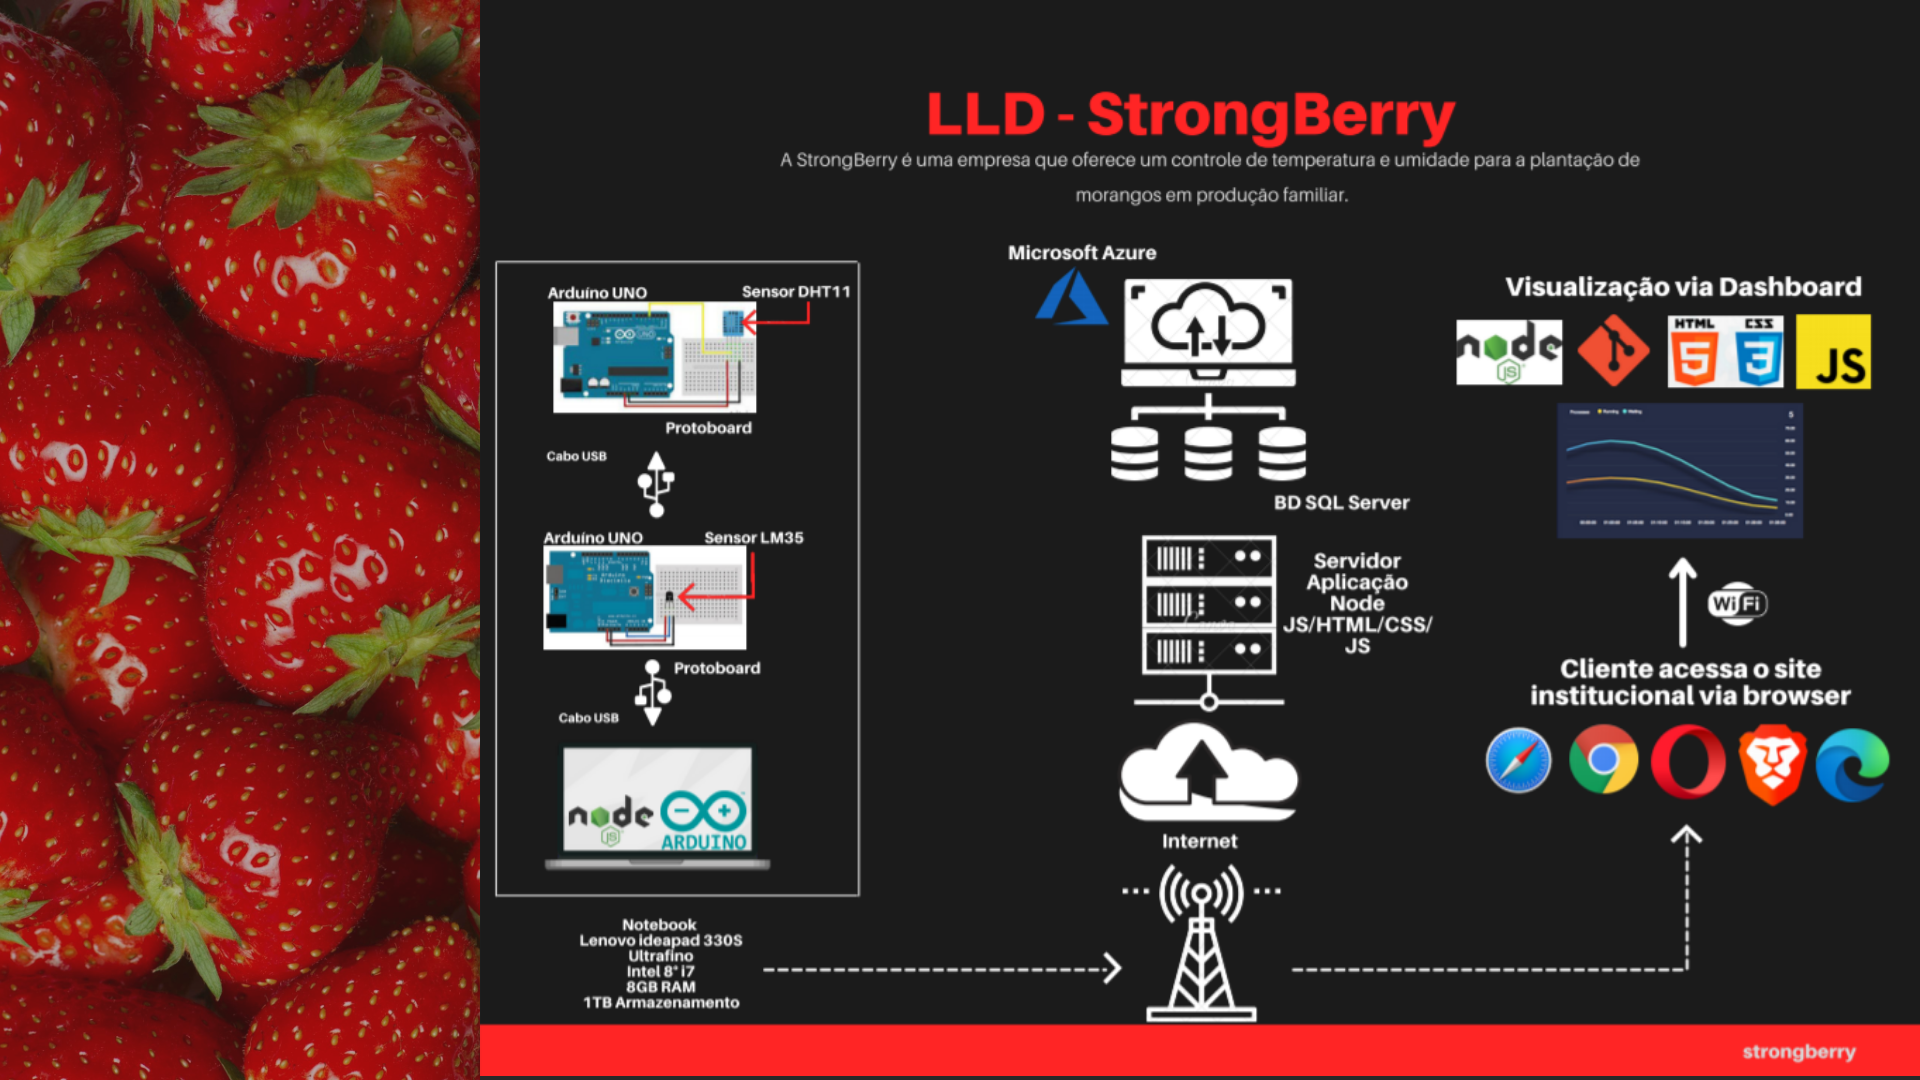 LLD - StrongBerry
A StrongBerry é uma empresa que oferece um controle de temperatura e umidade para a plantação de
morangos em produção familiar.
Arduíno UNO
Sensor DHT11
Protoboard
Cabo USB
Arduíno UNO
Sensor LM35
Protoboard
Cabo USB
node
JS
ARDUINO
Notebook
Lenovo ideapad 330S
Ultrafino
Intel 8° i7
8GB RAM
1TB Armazenamento
Microsoft Azure
BD SQL Server
Servidor
Aplicação
Node
JS/HTML/CSS/
JS
Internet
Visualização via Dashboard
node
JS
HTML
5
CSS
3
JS
Wi Fi
Cliente acessa o site
institucional via browser
strongberry